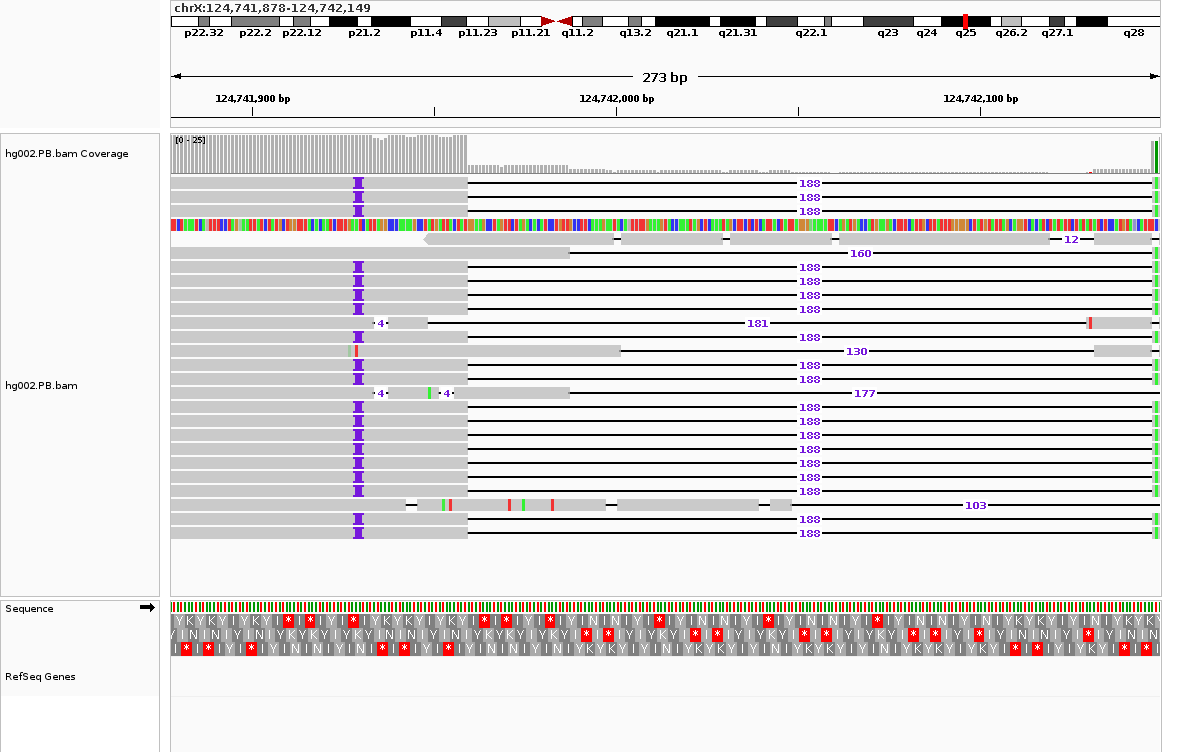 chrX:124,741,878-124,742,149
p22.32 p22.2 p22.12 p21.2 p11.4 p11.23 p11.21 q11.2 q13.2 q21.1 q21.31 q22.1 q23 q24 q25 q26.2 q27.1 q28
273 bp
124,741,900 bp 124,742,000 bp 124,742,100 bp
hg002.PB.bam Coverage
[0 - 25]
188
188
188
12
160
188
188
188
188
4 181
188
130
188
188
hg002.PB.bam
4 4 177
188
188
188
188
188
188
188
103
188
188
Sequence
RefSeq Genes